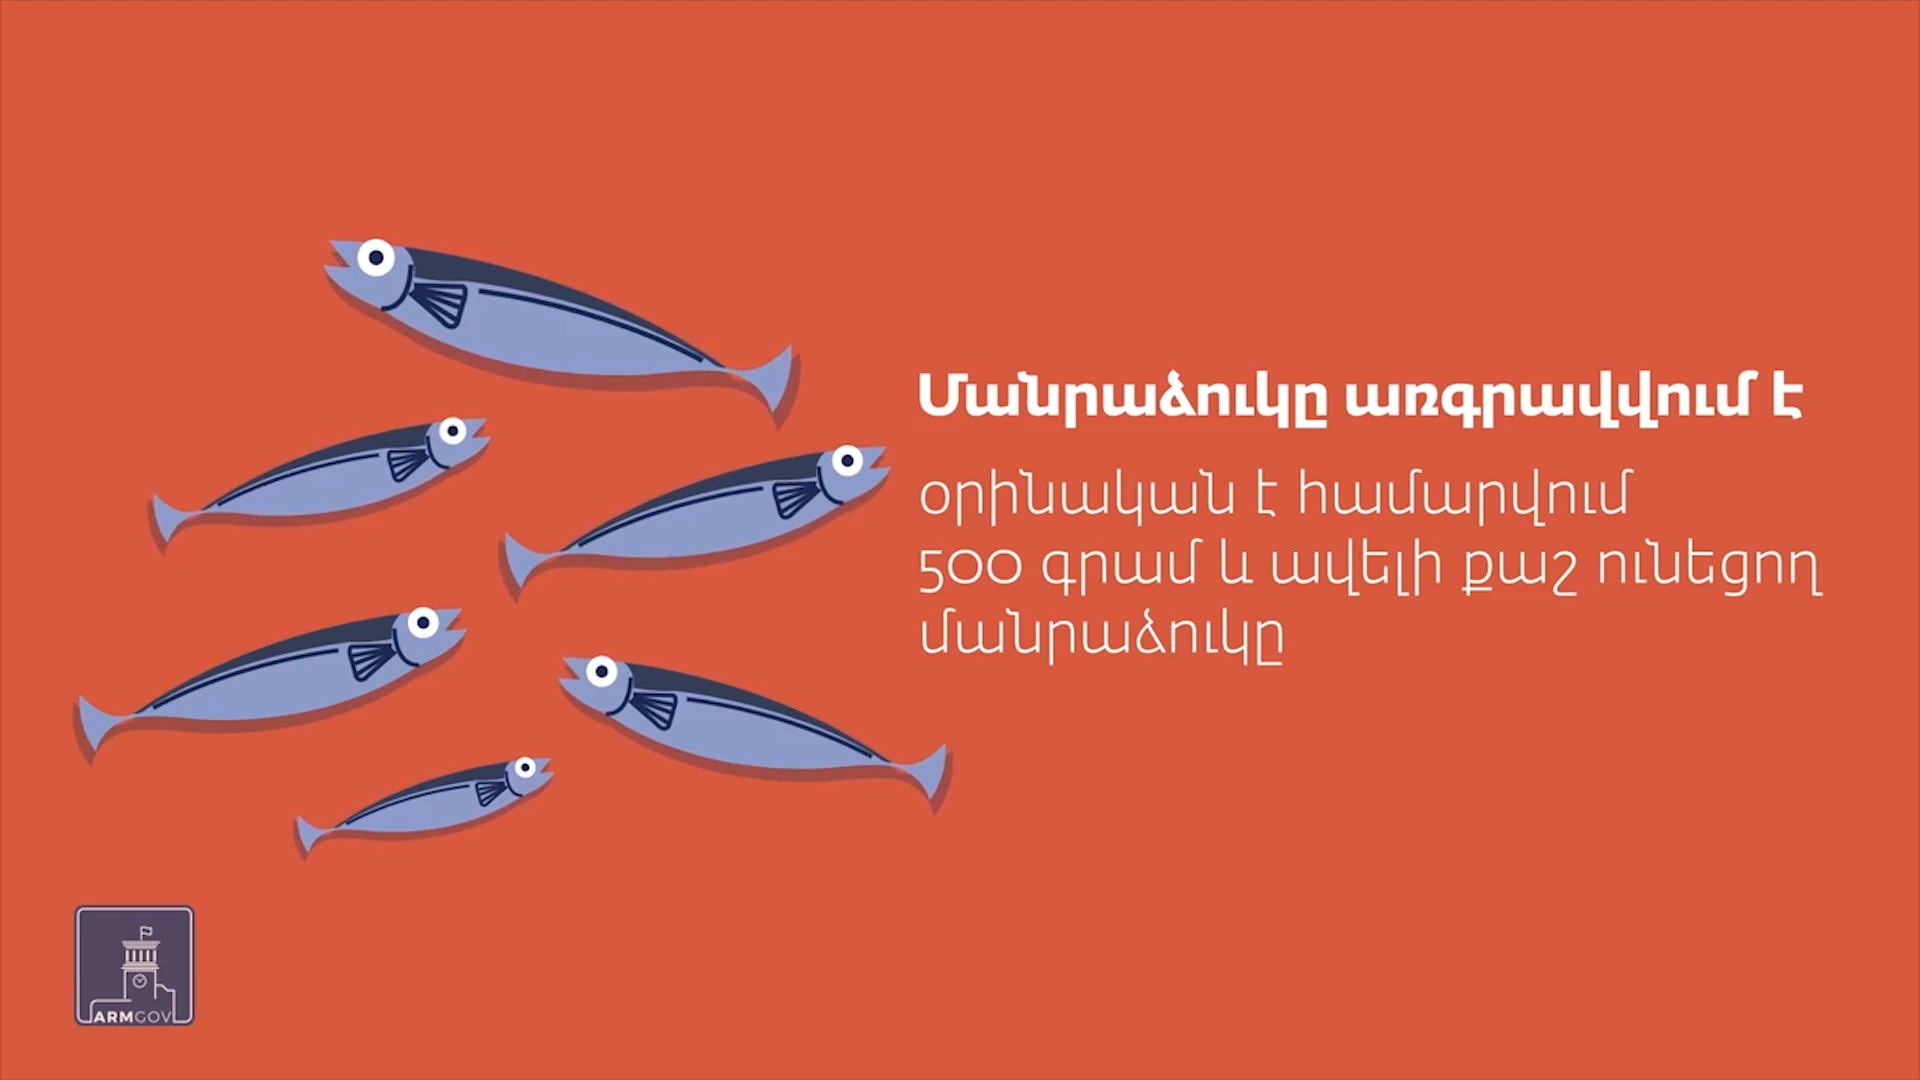 Մանրաձուկը առգրավվում է
օրինական է համարվում
500 գրամ և ավելի քաշ ունեցող
մանրաձուկը
ARMGOV